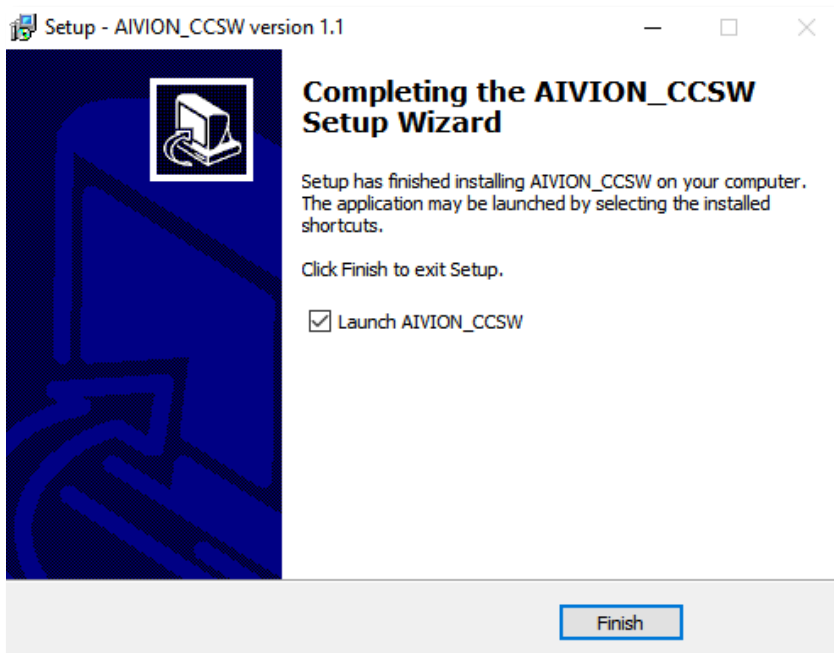 Setup - AIVION_CCSW version 1.1
Completing the AIVION_CCSW
Setup Wizard
Setup has finished installing AIVION_CCSW on your computer.
The application may be launched by selecting the installed
shortcuts.
Click Finish to exit Setup.
Launch AIVION_CCSW
Finish